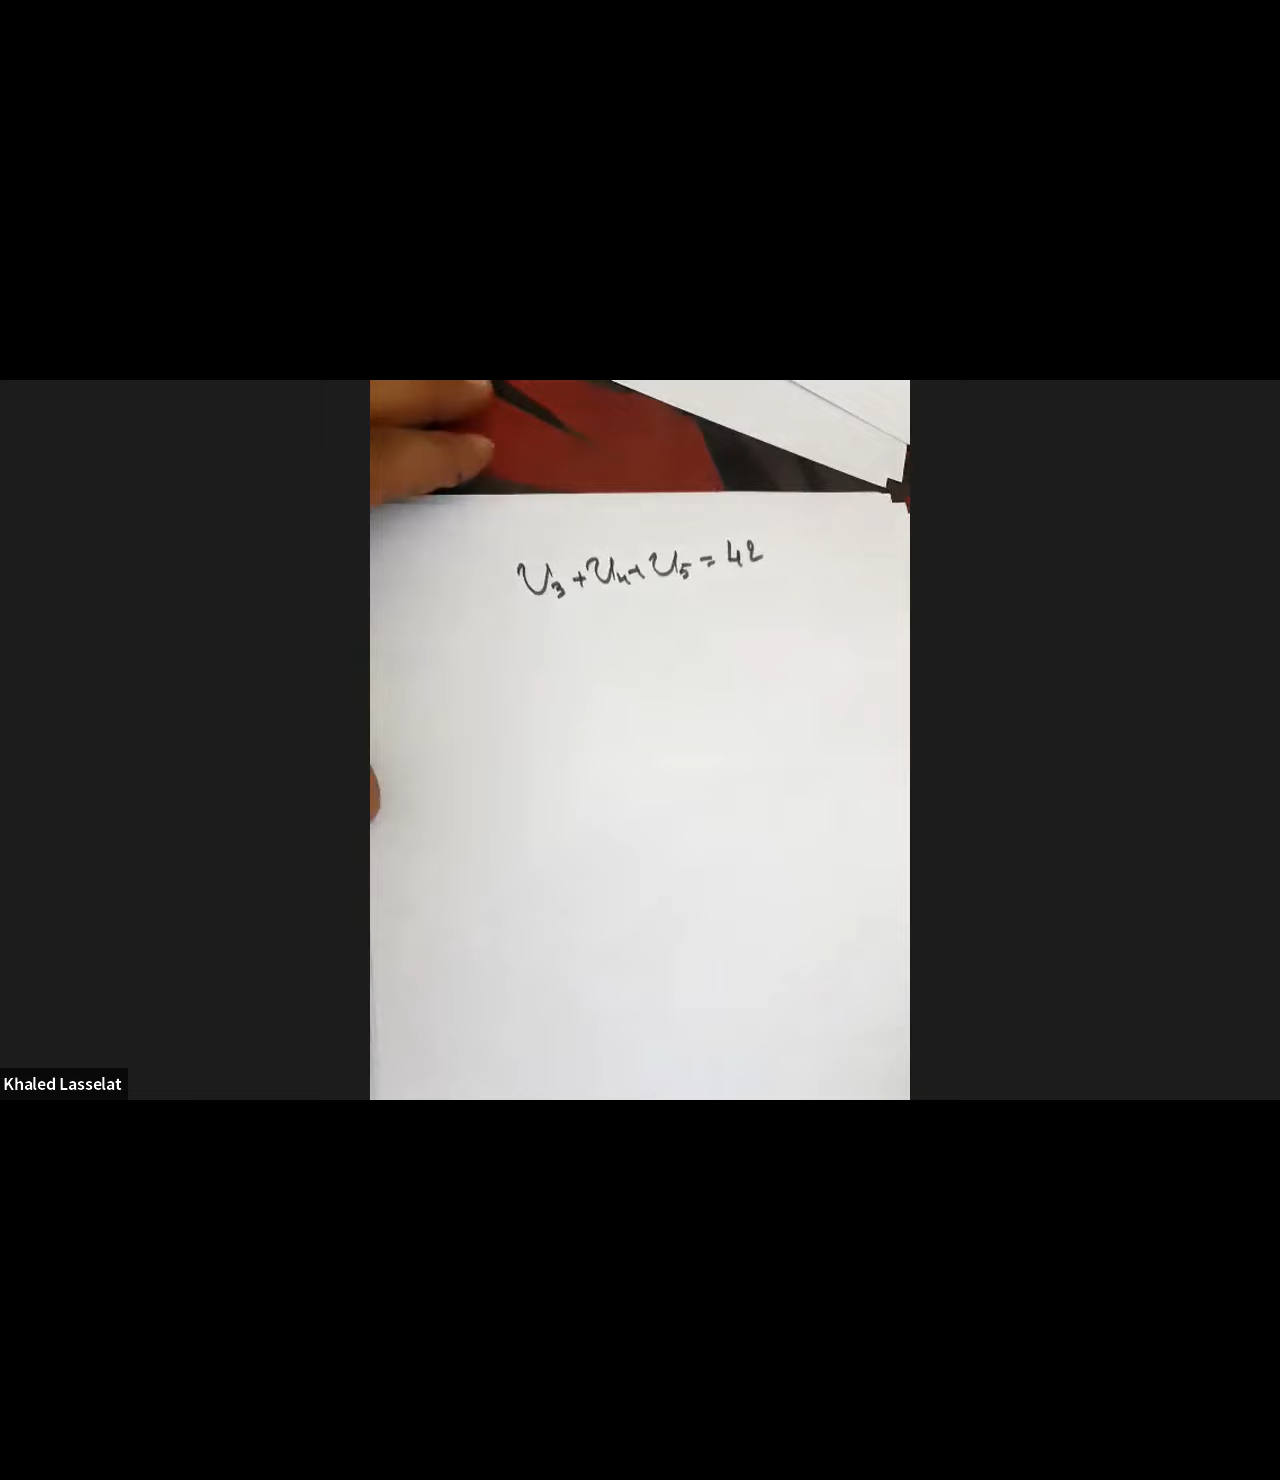 U₃ + U₄ + U₅ = 42
Khaled Lasselat